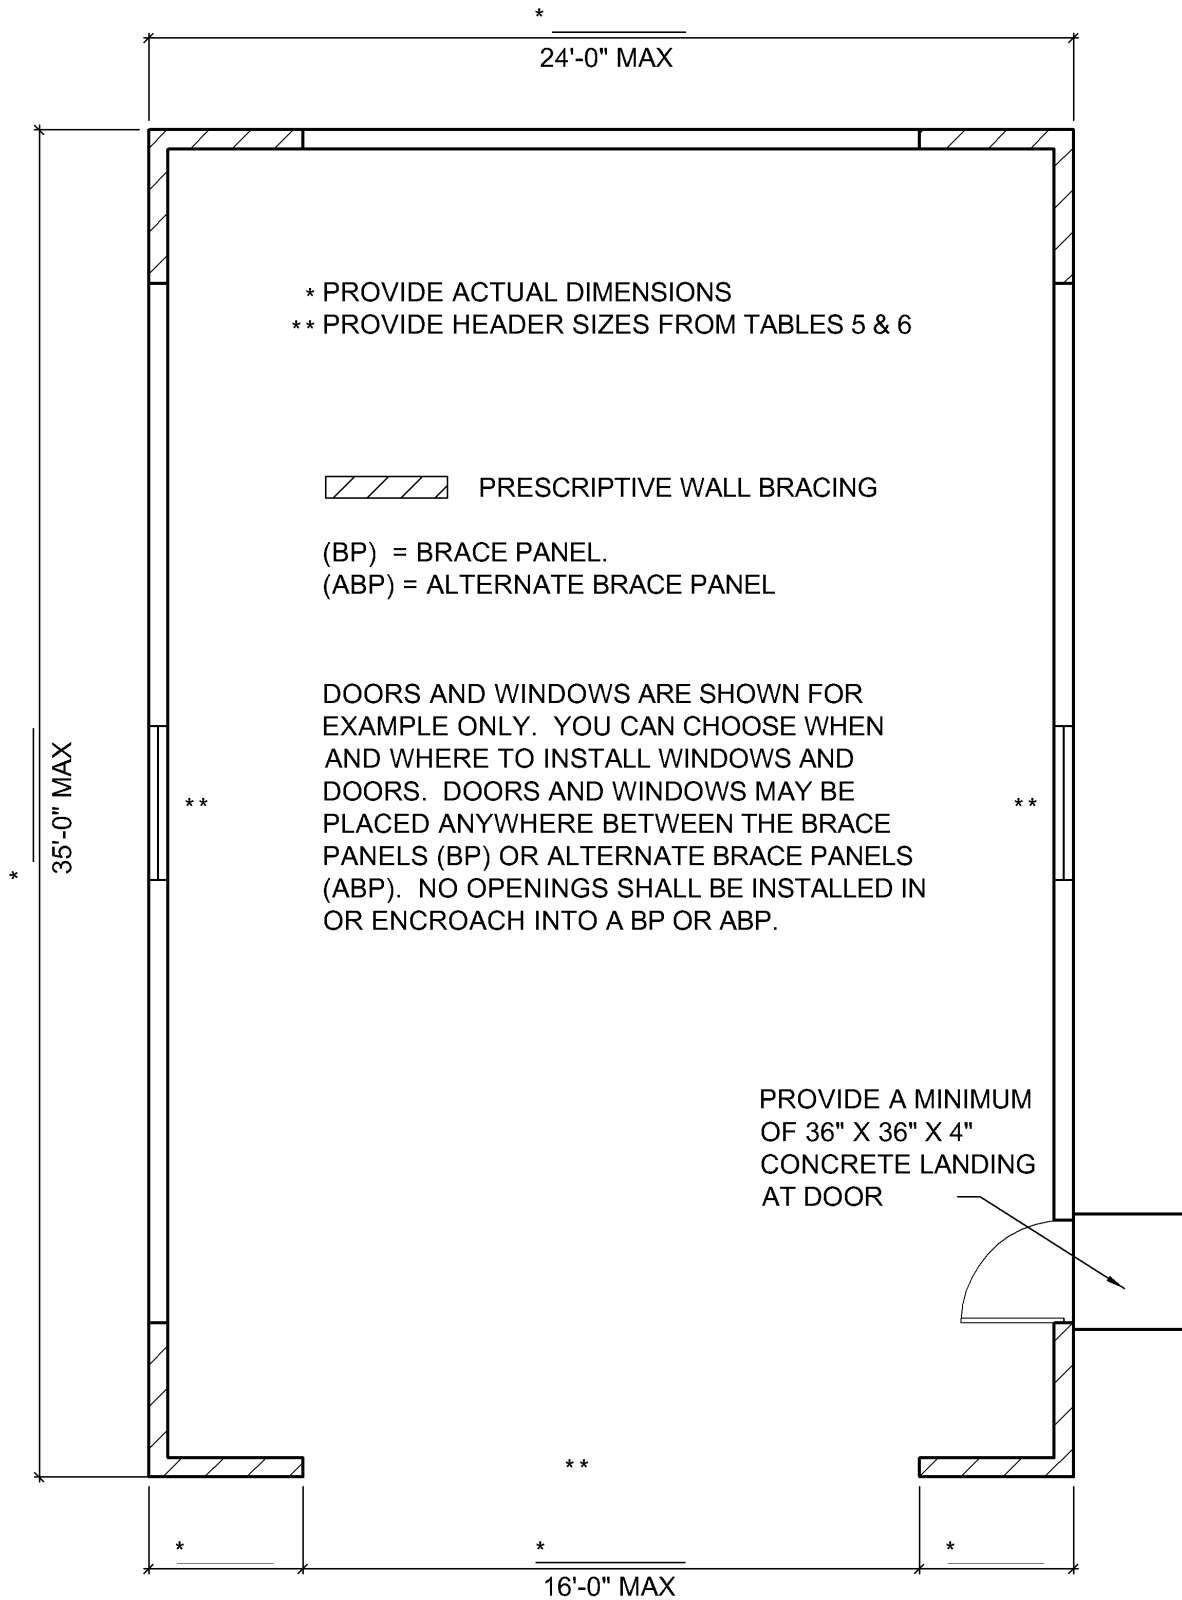 *
24'-0" MAX
* PROVIDE ACTUAL DIMENSIONS
** PROVIDE HEADER SIZES FROM TABLES 5 & 6
PRESCRIPTIVE WALL BRACING
(BP) = BRACE PANEL.
(ABP) = ALTERNATE BRACE PANEL
DOORS AND WINDOWS ARE SHOWN FOR
EXAMPLE ONLY. YOU CAN CHOOSE WHEN
AND WHERE TO INSTALL WINDOWS AND
DOORS. DOORS AND WINDOWS MAY BE
PLACED ANYWHERE BETWEEN THE BRACE
PANELS (BP) OR ALTERNATE BRACE PANELS
(ABP). NO OPENINGS SHALL BE INSTALLED IN
OR ENCROACH INTO A BP OR ABP.
*
35'-0" MAX
**
**
PROVIDE A MINIMUM
OF 36" X 36" X 4"
CONCRETE LANDING
AT DOOR
**
*
*
*
16'-0" MAX